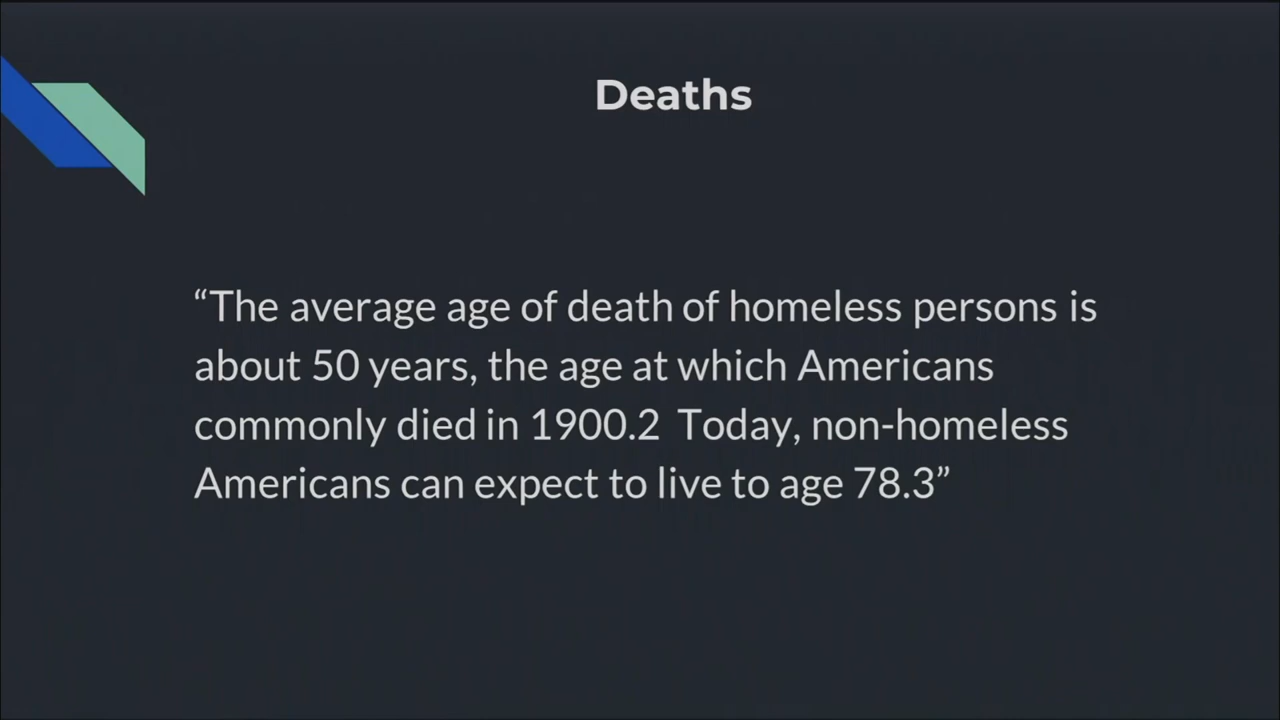 Deaths
“The average age of death of homeless persons is
about 50 years, the age at which Americans
commonly died in 1900.2  Today, non-homeless
Americans can expect to live to age 78.3”